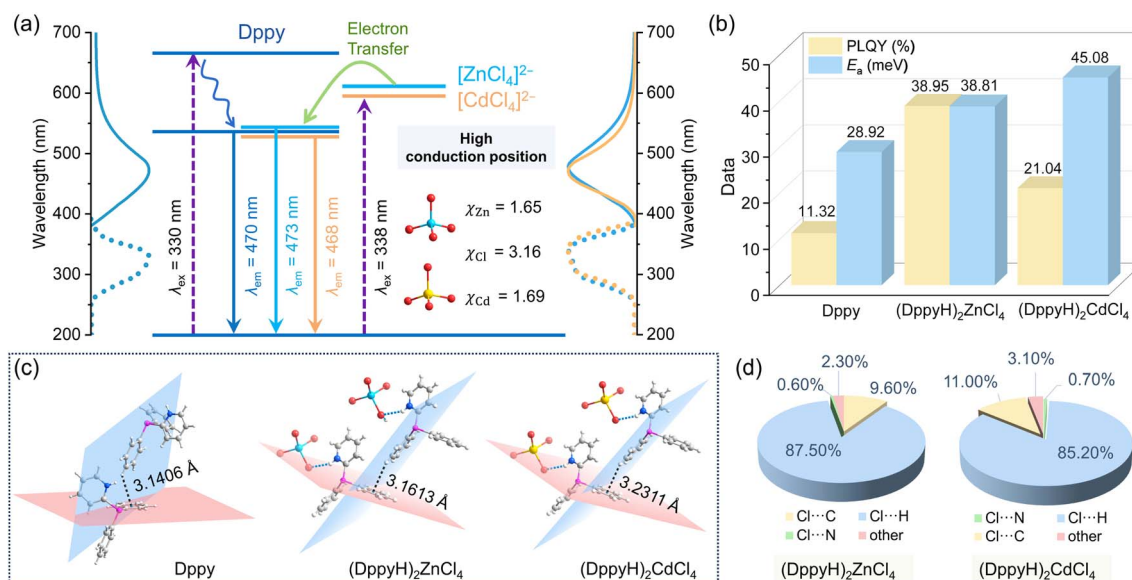 (a)
700
600
500
400
300
200
Wavelength (nm)
Dppy
Electron
Transfer
[ZnCl₄]²⁻
[CdCl₄]²⁻
High
conduction position
λex = 330 nm
λem = 470 nm
λem = 473 nm
λem = 468 nm
λex = 338 nm
χZn = 1.65
χCl = 3.16
χCd = 1.69
700
600
500
400
300
200
Wavelength (nm)
(b)
PLQY (%)
Ea (meV)
50
40
30
20
10
0
Data
11.32
28.92
38.95
38.81
21.04
45.08
Dppy
(DppyH)₂ZnCl₄
(DppyH)₂CdCl₄
(c)
3.1406 Å
3.1613 Å
3.2311 Å
Dppy
(DppyH)₂ZnCl₄
(DppyH)₂CdCl₄
(d)
2.30%
0.60%
9.60%
87.50%
Cl···C
Cl···H
Cl···N
other
(DppyH)₂ZnCl₄
3.10%
11.00%
0.70%
85.20%
Cl···N
Cl···H
Cl···C
other
(DppyH)₂CdCl₄